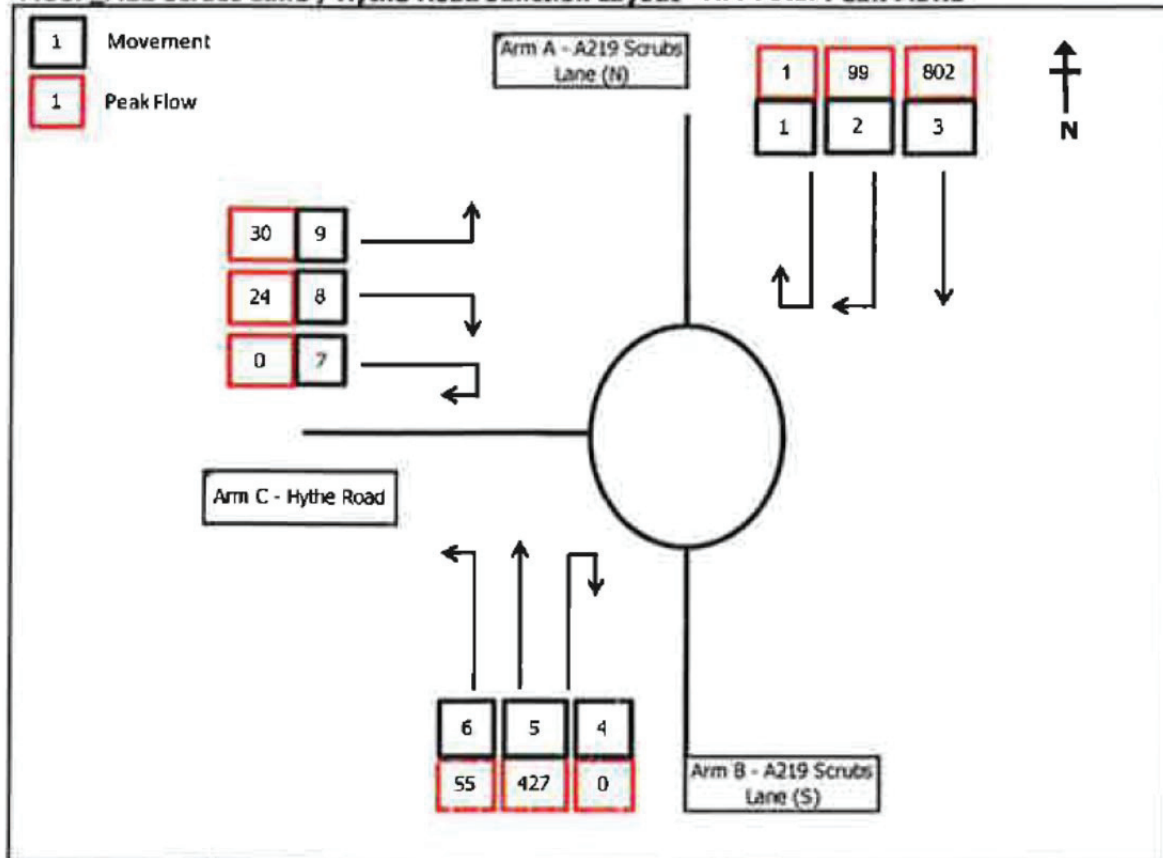 1 Movement
1 Peak Flow
Arm A - A219 Scrubs
Lane (N)
1 99 802
1 2 3
N
30 9
24 8
0 7
Arm C - Hythe Road
6 5 4
55 427 0
Arm B - A219 Scrubs
Lane (S)